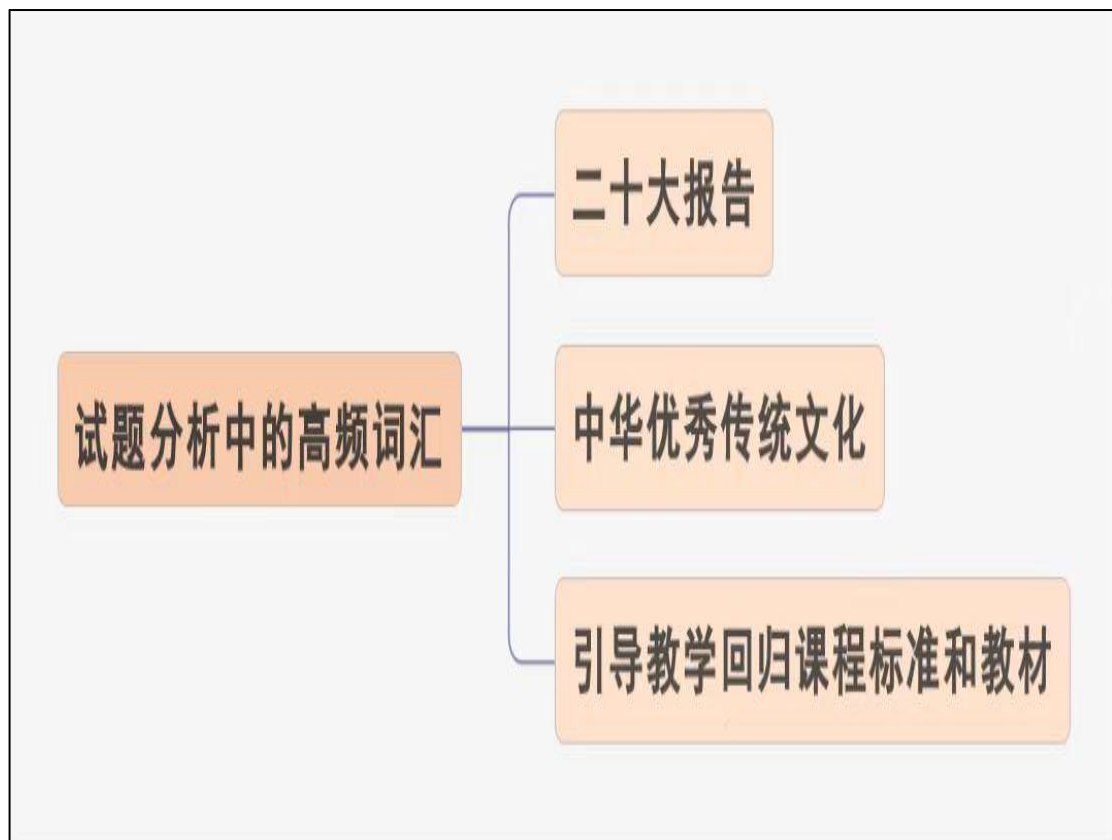 二十大报告
试题分析中的高频词汇
中华优秀传统文化
引导教学回归课程标准和教材